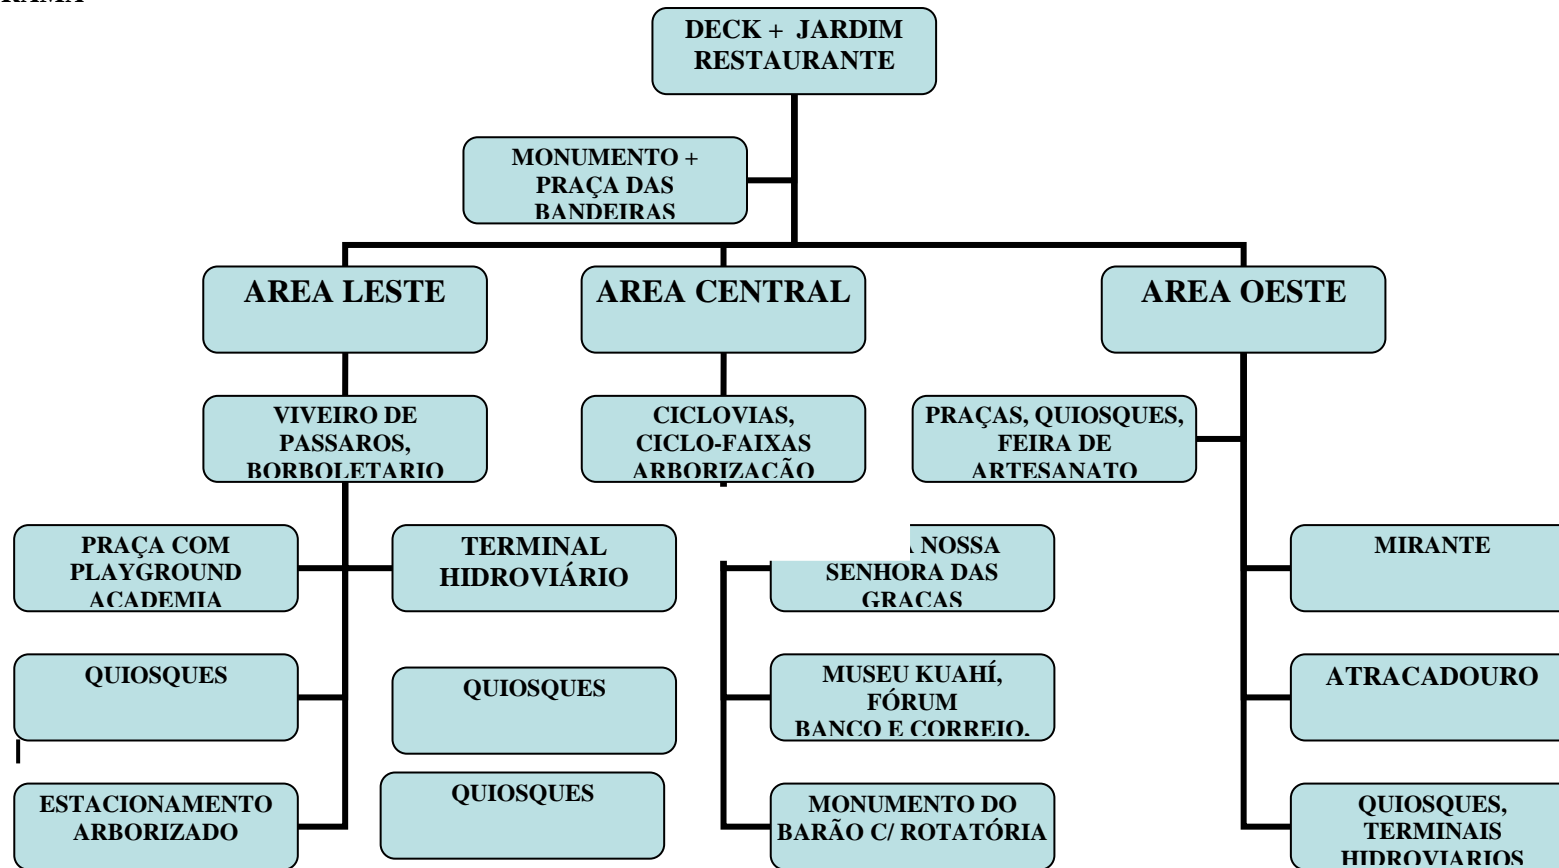 DECK + JARDIM
RESTAURANTE
MONUMENTO +
PRAÇA DAS
BANDEIRAS
AREA LESTE
AREA CENTRAL
AREA OESTE
VIVEIRO DE
PASSAROS,
BORBOLETARIO
CICLOVIAS,
CICLO-FAIXAS
ARBORIZAÇÃO
PRAÇAS, QUIOSQUES,
FEIRA DE
ARTESANATO
PRAÇA COM
PLAYGROUND
ACADEMIA
TERMINAL
HIDROVIÁRIO
NOSSA
SENHORA DAS
GRAÇAS
MIRANTE
QUIOSQUES
QUIOSQUES
MUSEU KUAHÍ,
FÓRUM
BANCO E CORREIO.
ATRACADOURO
ESTACIONAMENTO
ARBORIZADO
QUIOSQUES
MONUMENTO DO
BARÃO C/ ROTATÓRIA
QUIOSQUES,
TERMINAIS
HIDROVIARIOS